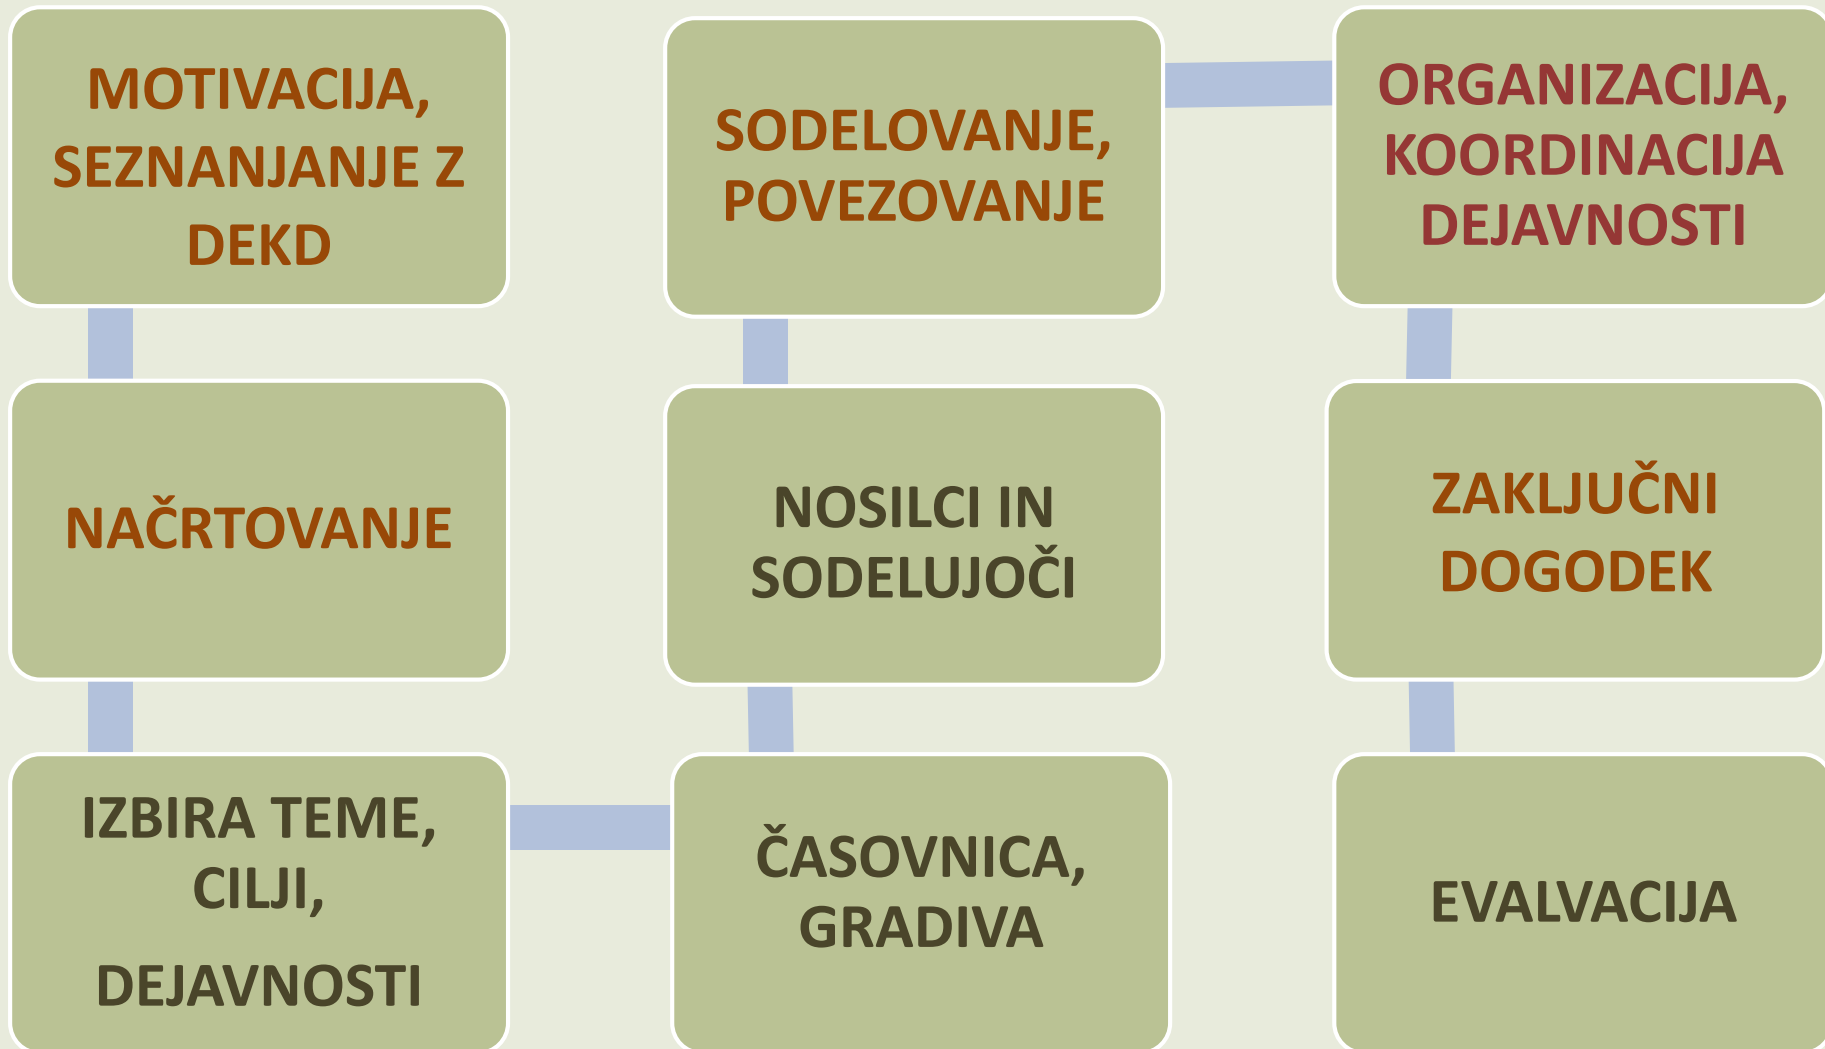 MOTIVACIJA,
SEZNANJANJE Z
DEKD
NAČRTOVANJE
IZBIRA TEME,
CILJI,
DEJAVNOSTI
ČASOVNICA,
GRADIVA
NOSILCI IN
SODELUJOČI
SODELOVANJE,
POVEZOVANJE
ORGANIZACIJA,
KOORDINACIJA
DEJAVNOSTI
ZAKLJUČNI
DOGODEK
EVALVACIJA